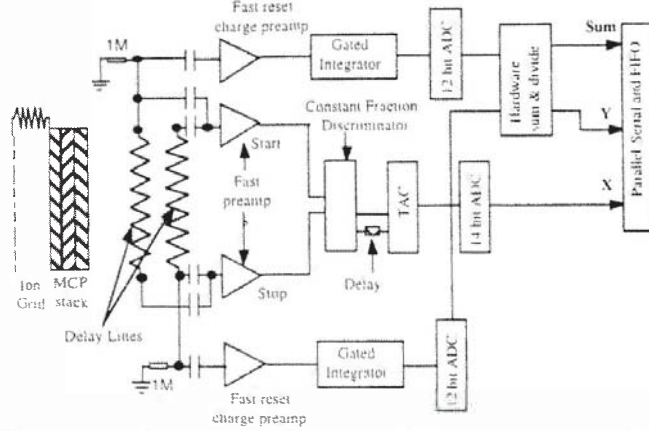 Fast reset
charge preamp
1M
Gated
Integrator
12 bit ADC
Hardware
sum & divide
Sum
Y
X
Parallel Serial and FIFO
Constant Fraction
Discriminator
Start
Fast
preamp
Stop
TAC
14 bit ADC
Delay
Ion
Grid
MCP
stack
Delay Lines
1M
Gated
Integrator
12 bit ADC
Fast reset
charge preamp